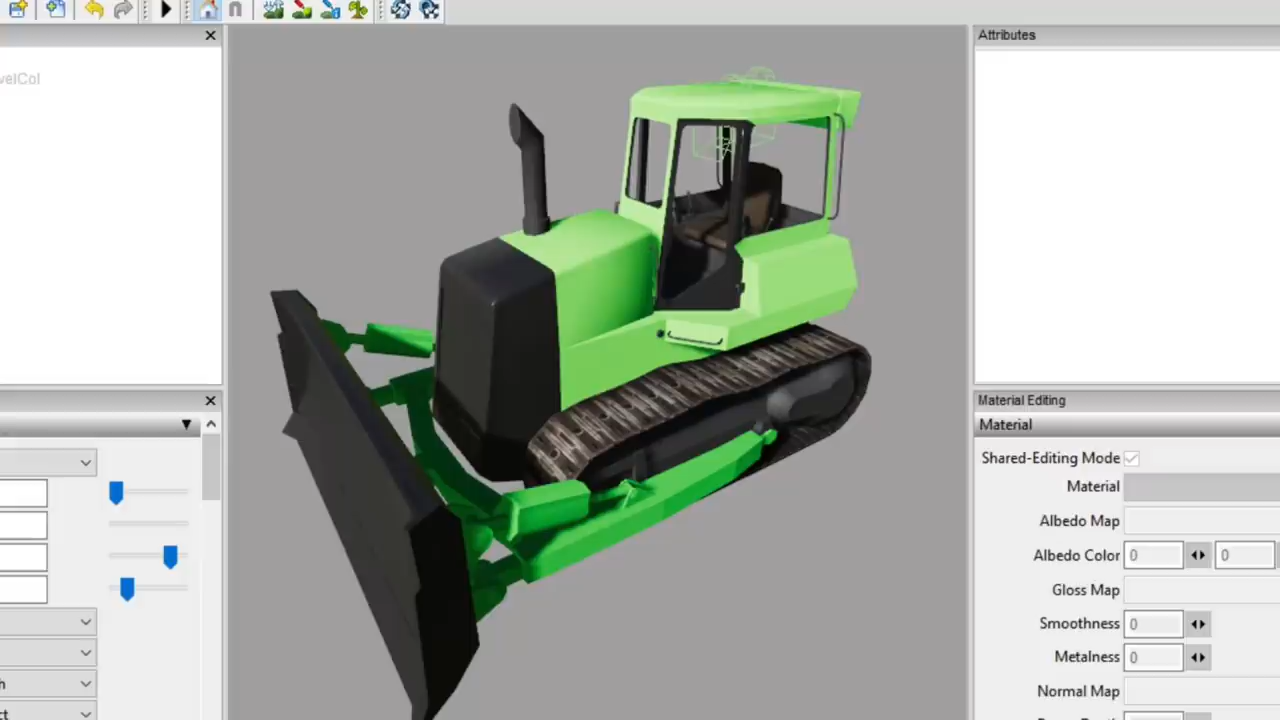 Attributes
velCol
Material Editing
Material
Shared-Editing Mode
Material
Albedo Map
Albedo Color 0 0
Gloss Map
Smoothness 0
Metalness 0
Normal Map